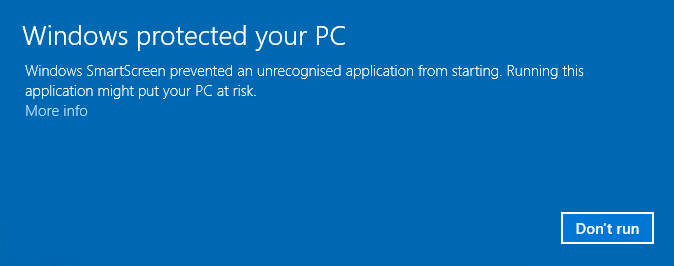 Windows protected your PC
Windows SmartScreen prevented an unrecognised application from starting. Running this
application might put your PC at risk.
More info
Don't run